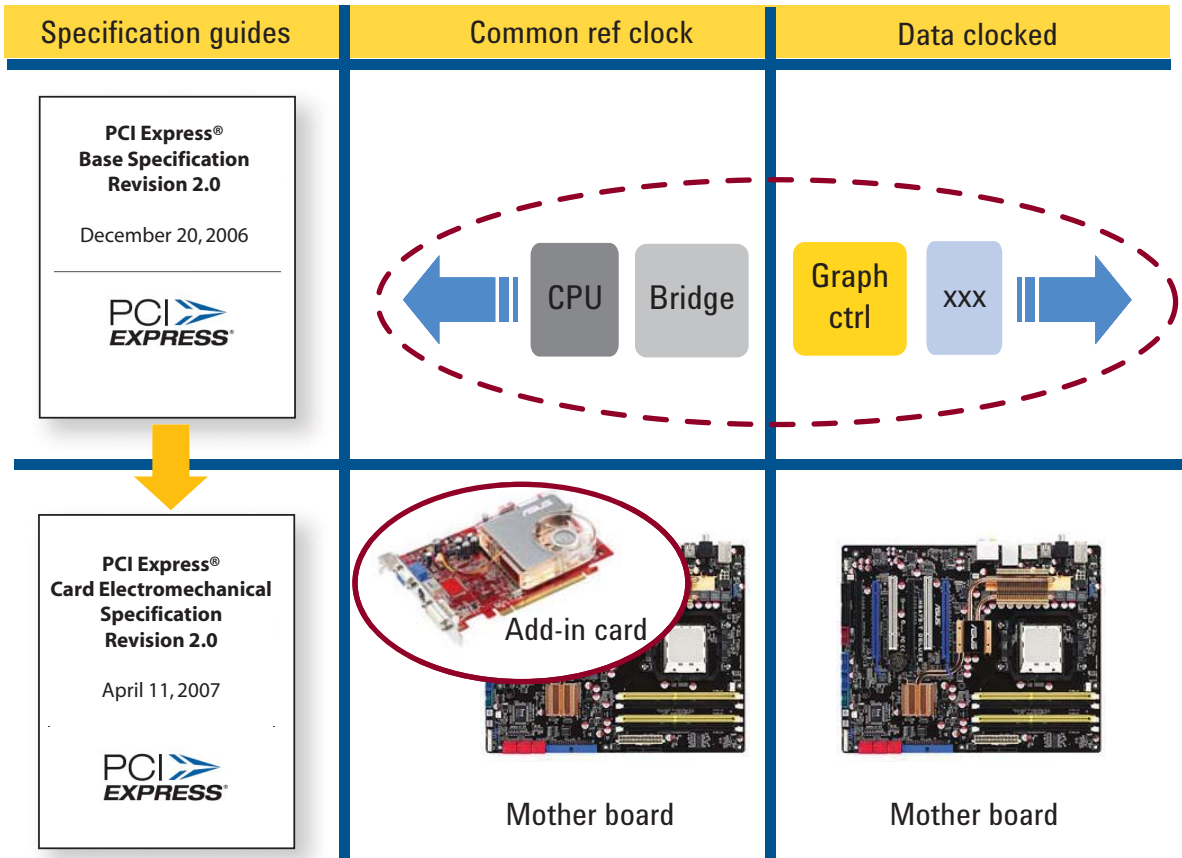 Specification guides
Common ref clock
Data clocked
PCI Express®
Base Specification
Revision 2.0
December 20, 2006
PCI
EXPRESS®
CPU
Bridge
Graph
ctrl
xxx
PCI Express®
Card Electromechanical
Specification
Revision 2.0
April 11, 2007
PCI
EXPRESS®
Add-in card
Mother board
Mother board